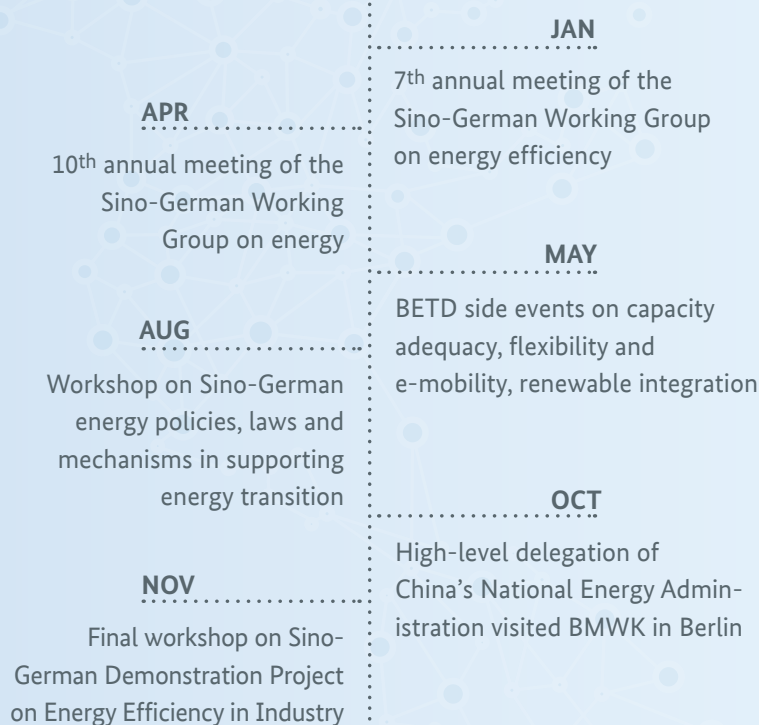 JAN
7th annual meeting of the
Sino-German Working Group
on energy efficiency
APR
10th annual meeting of the
Sino-German Working
Group on energy
MAY
BETD side events on capacity
adequacy, flexibility and
e-mobility, renewable integration
AUG
Workshop on Sino-German
energy policies, laws and
mechanisms in supporting
energy transition
OCT
High-level delegation of
China’s National Energy Admin-
istration visited BMWK in Berlin
NOV
Final workshop on Sino-
German Demonstration Project
on Energy Efficiency in Industry